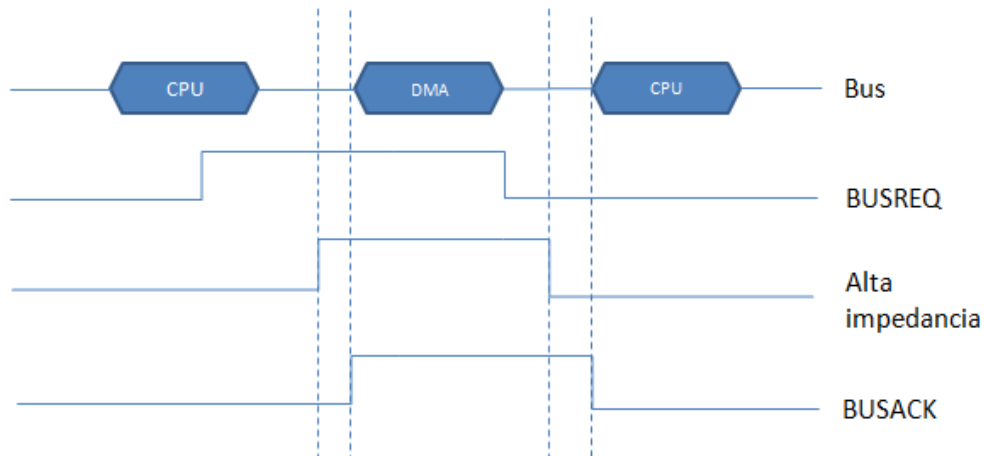 CPU
DMA
CPU
Bus
BUSREQ
Alta
impedancia
BUSACK